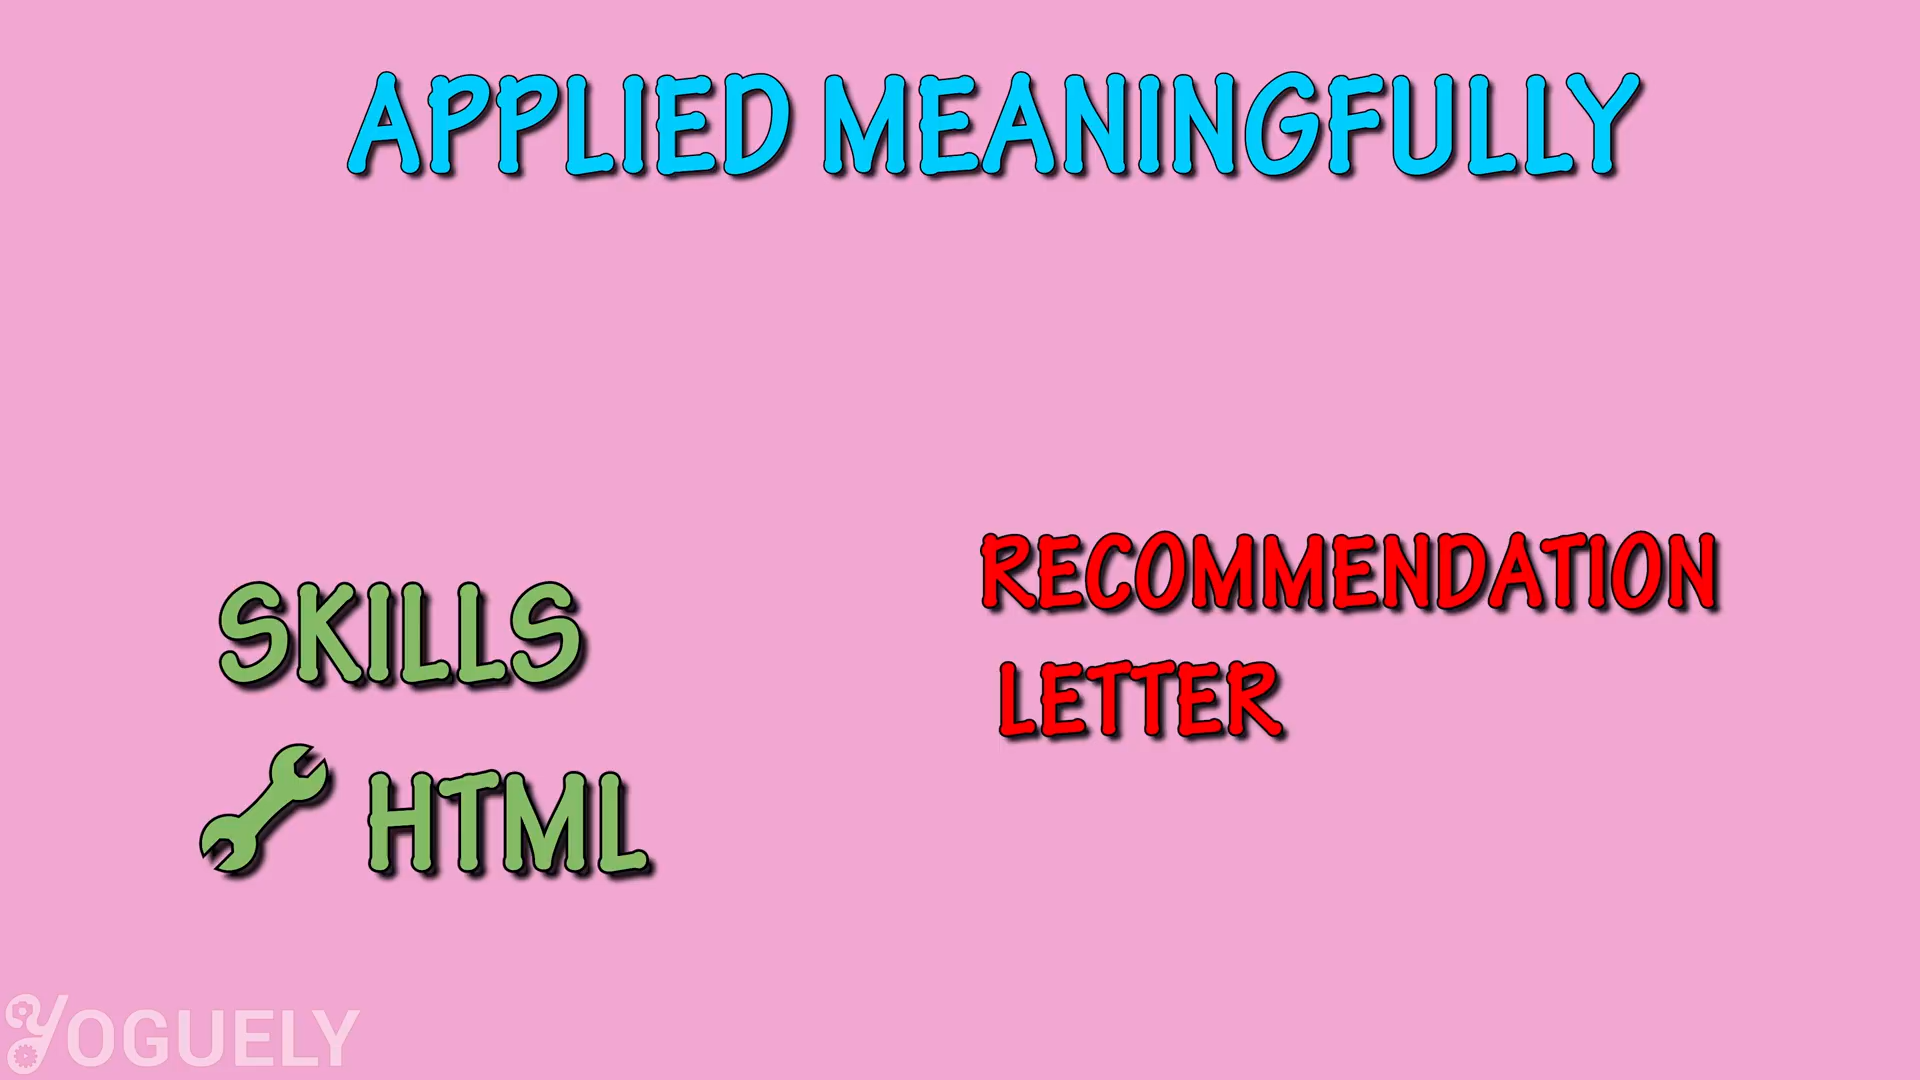 APPLIED MEANINGFULLY
RECOMMENDATION
LETTER
SKILLS
HTML
YOGUELY